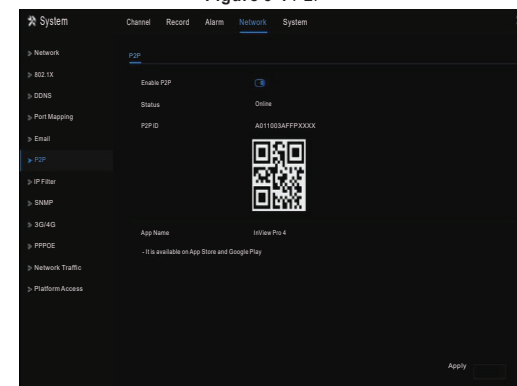 System
Channel Record Alarm Network System
Network
802.1X
DDNS
Port Mapping
Email
P2P
IP Filter
SNMP
3G/4G
PPPOE
Network Traffic
Platform Access
P2P
Enable P2P
Status Online
P2P ID A011003AFFPXXXX
App Name InView Pro 4
- It is available on App Store and Google Play
Apply